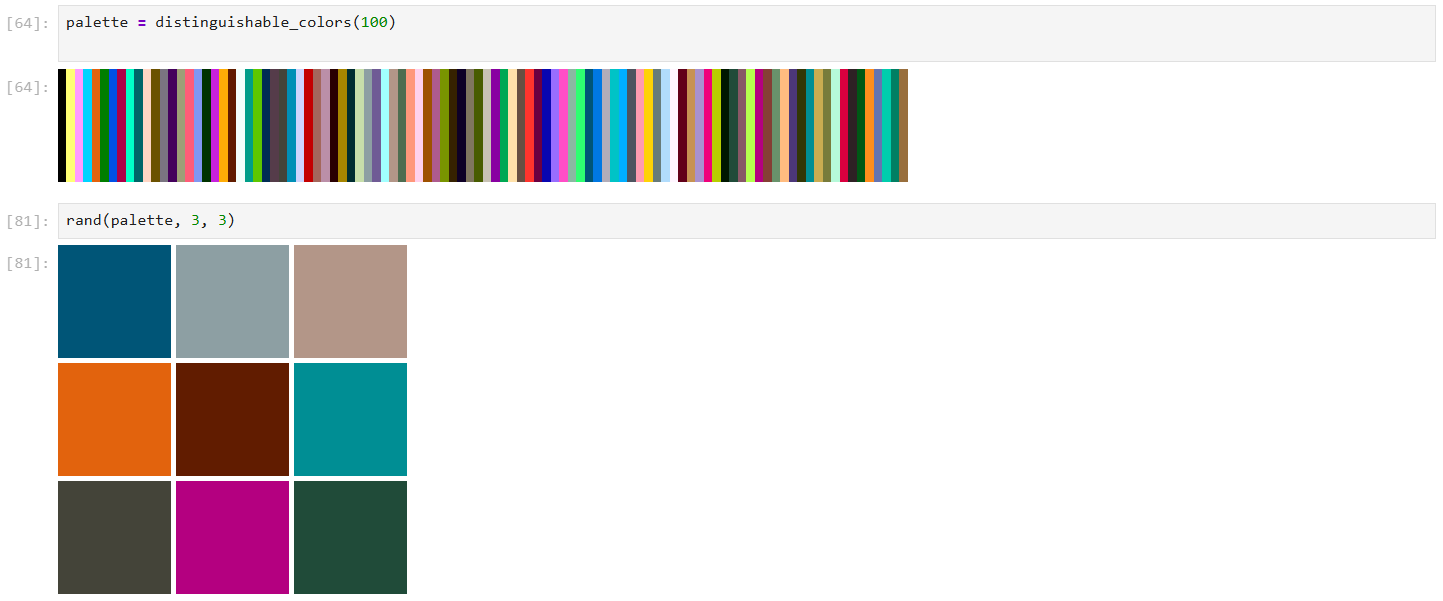 [64]: palette = distinguishable_colors(100)
[64]:
[81]: rand(palette, 3, 3)
[81]: